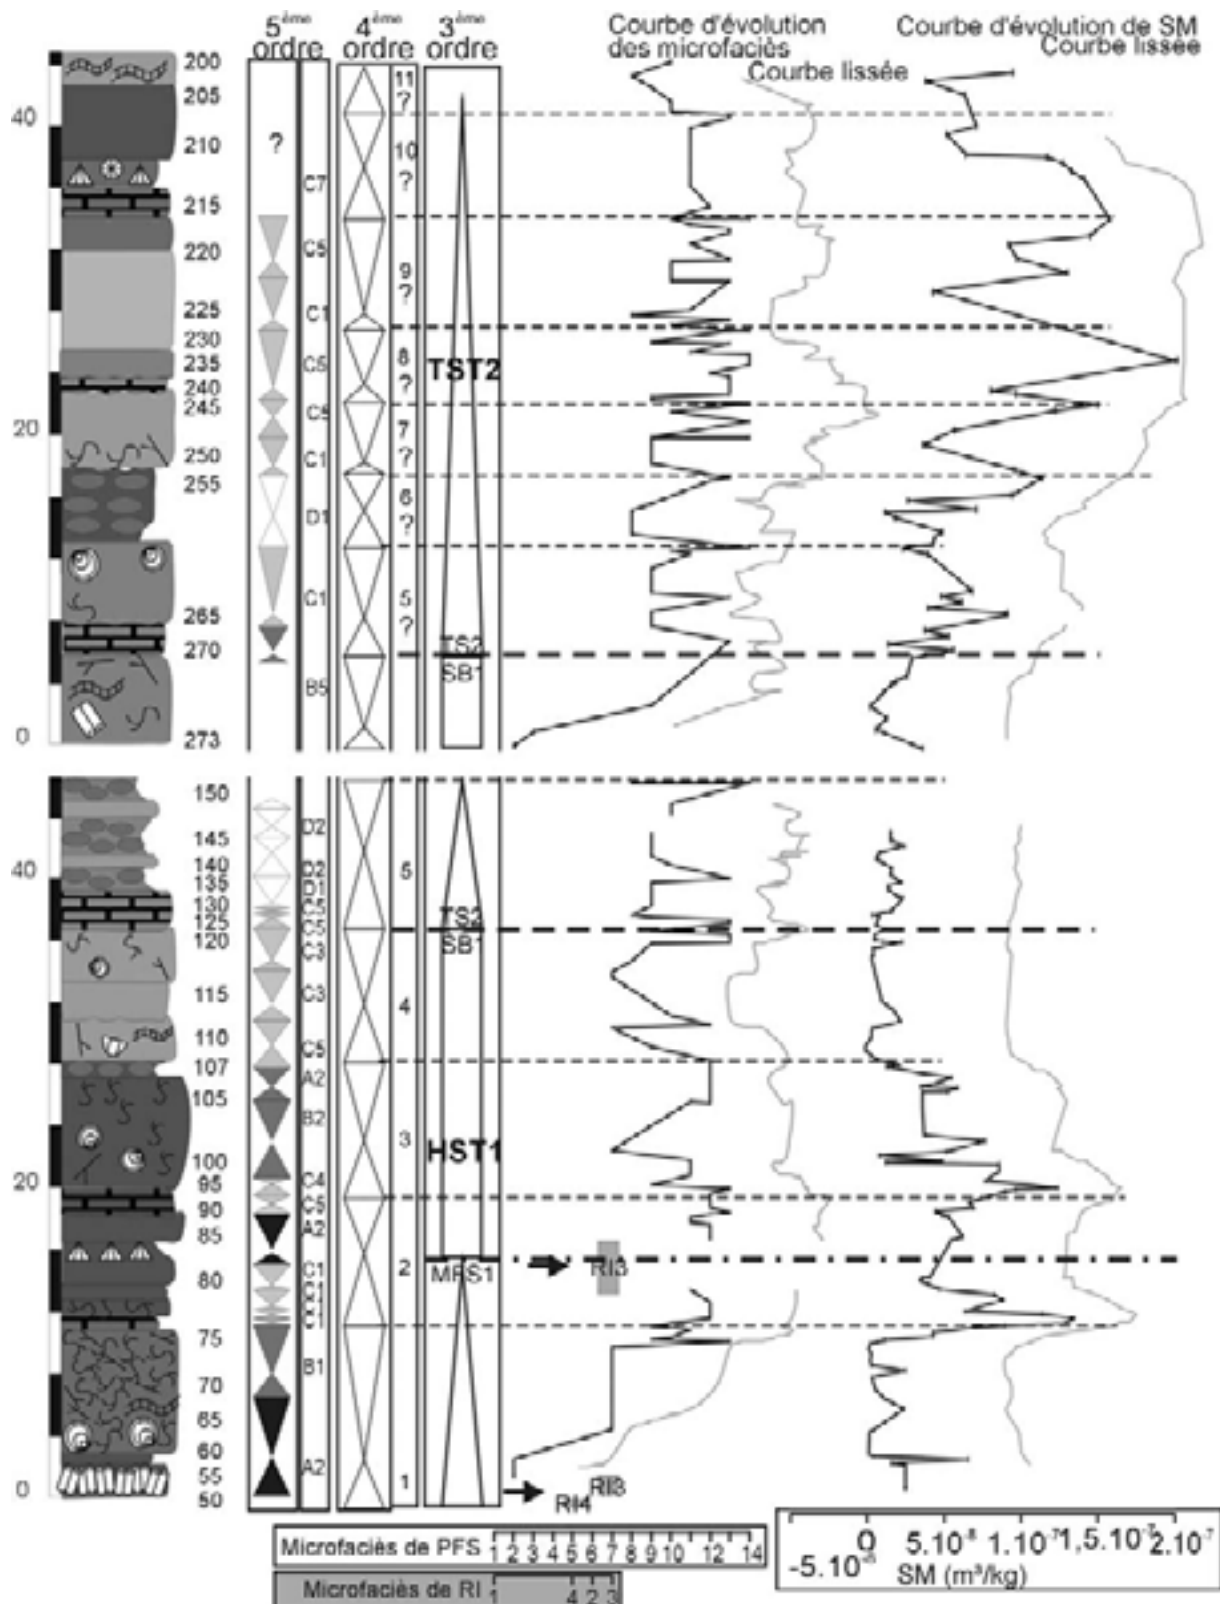 5ème ordre
4ème ordre
3ème ordre
Courbe d'évolution des microfaciès
Courbe lissée
Courbe d'évolution de SM
Courbe lissée
40
20
0
200
205
210
215
220
225
230
235
240
245
250
255
265
270
273
?
C7
C5
C1
C5
C5
C1
D1
C1
B5
11
?
10
?
9
?
8
?
7
?
6
?
5
?
TST2
TS2
SB1
40
20
0
150
145
140
135
130
125
120
115
110
107
105
100
95
90
85
80
75
70
65
60
55
50
D2
D2
D1
C5
C5
C3
C3
C5
A2
B2
C4
C5
A2
C1
C1
C1
C1
B1
A2
5
4
3
2
1
TS2
SB1
HST1
MFS1
RI3
RI4
RI3
Microfaciès de PFS 1 2 3 4 5 6 7 8 9 10 12 14
Microfaciès de RI 1 4 2 3
0 5.10⁻⁸ 1.10⁻⁷ 1,5.10⁻⁷ 2.10⁻⁷
SM (m³/kg)